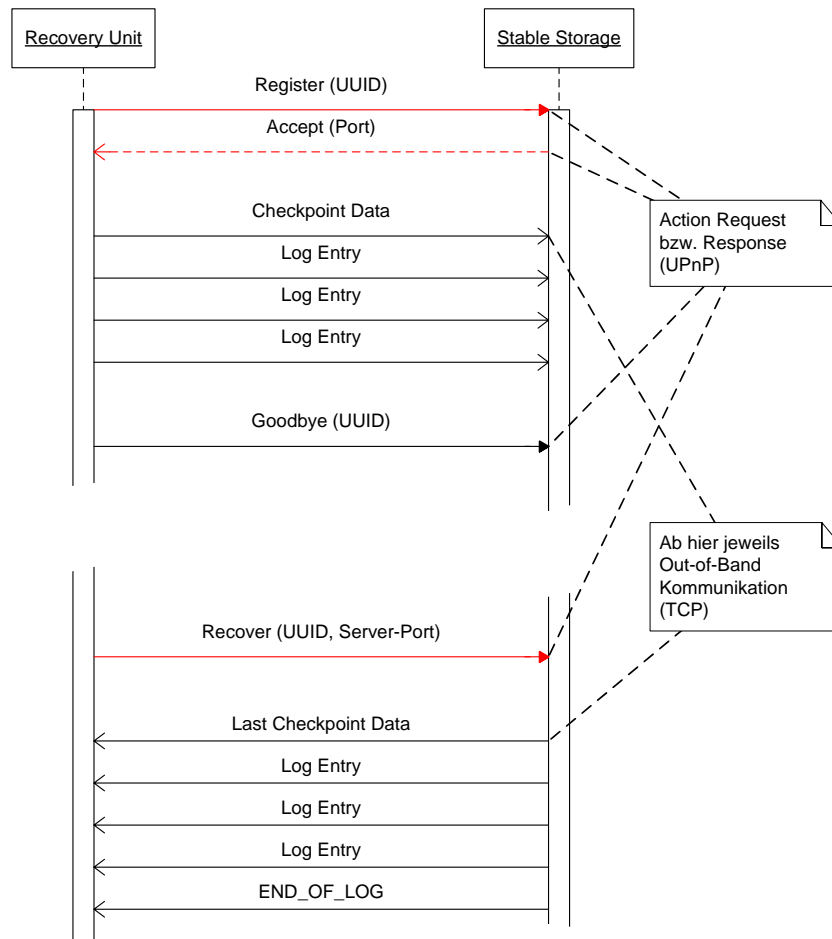 Recovery Unit
Stable Storage
Register (UUID)
Accept (Port)
Checkpoint Data
Log Entry
Log Entry
Log Entry
Goodbye (UUID)
Action Request
bzw. Response
(UPnP)
Ab hier jeweils
Out-of-Band
Kommunikation
(TCP)
Recover (UUID, Server-Port)
Last Checkpoint Data
Log Entry
Log Entry
Log Entry
END_OF_LOG